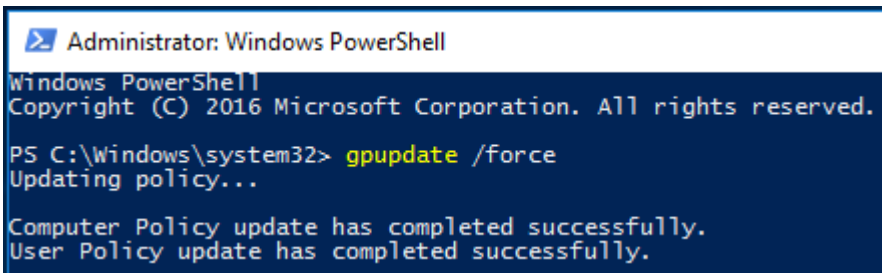 Administrator: Windows PowerShell
Windows PowerShell
Copyright (C) 2016 Microsoft Corporation. All rights reserved.
PS C:\Windows\system32> gpupdate /force
Updating policy...
Computer Policy update has completed successfully.
User Policy update has completed successfully.